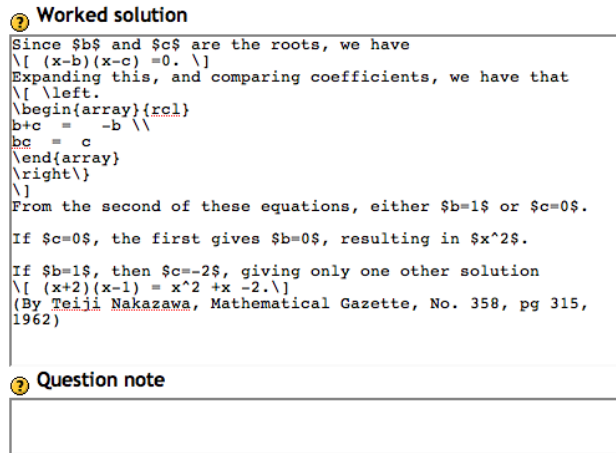 Worked solution
Since $b$ and $c$ are the roots, we have
\[ (x-b)(x-c) =0. \]
Expanding this, and comparing coefficients, we have that
\[ \left.
\begin{array}{rcl}
b+c  =   -b \\
bc  =  c
\end{array}
\right\}
\]
From the second of these equations, either $b=1$ or $c=0$.
If $c=0$, the first gives $b=0$, resulting in $x^2$.
If $b=1$, then $c=-2$, giving only one other solution
\[ (x+2)(x-1) = x^2 +x -2.\]
(By Teiji Nakazawa, Mathematical Gazette, No. 358, pg 315,
1962)
Question note